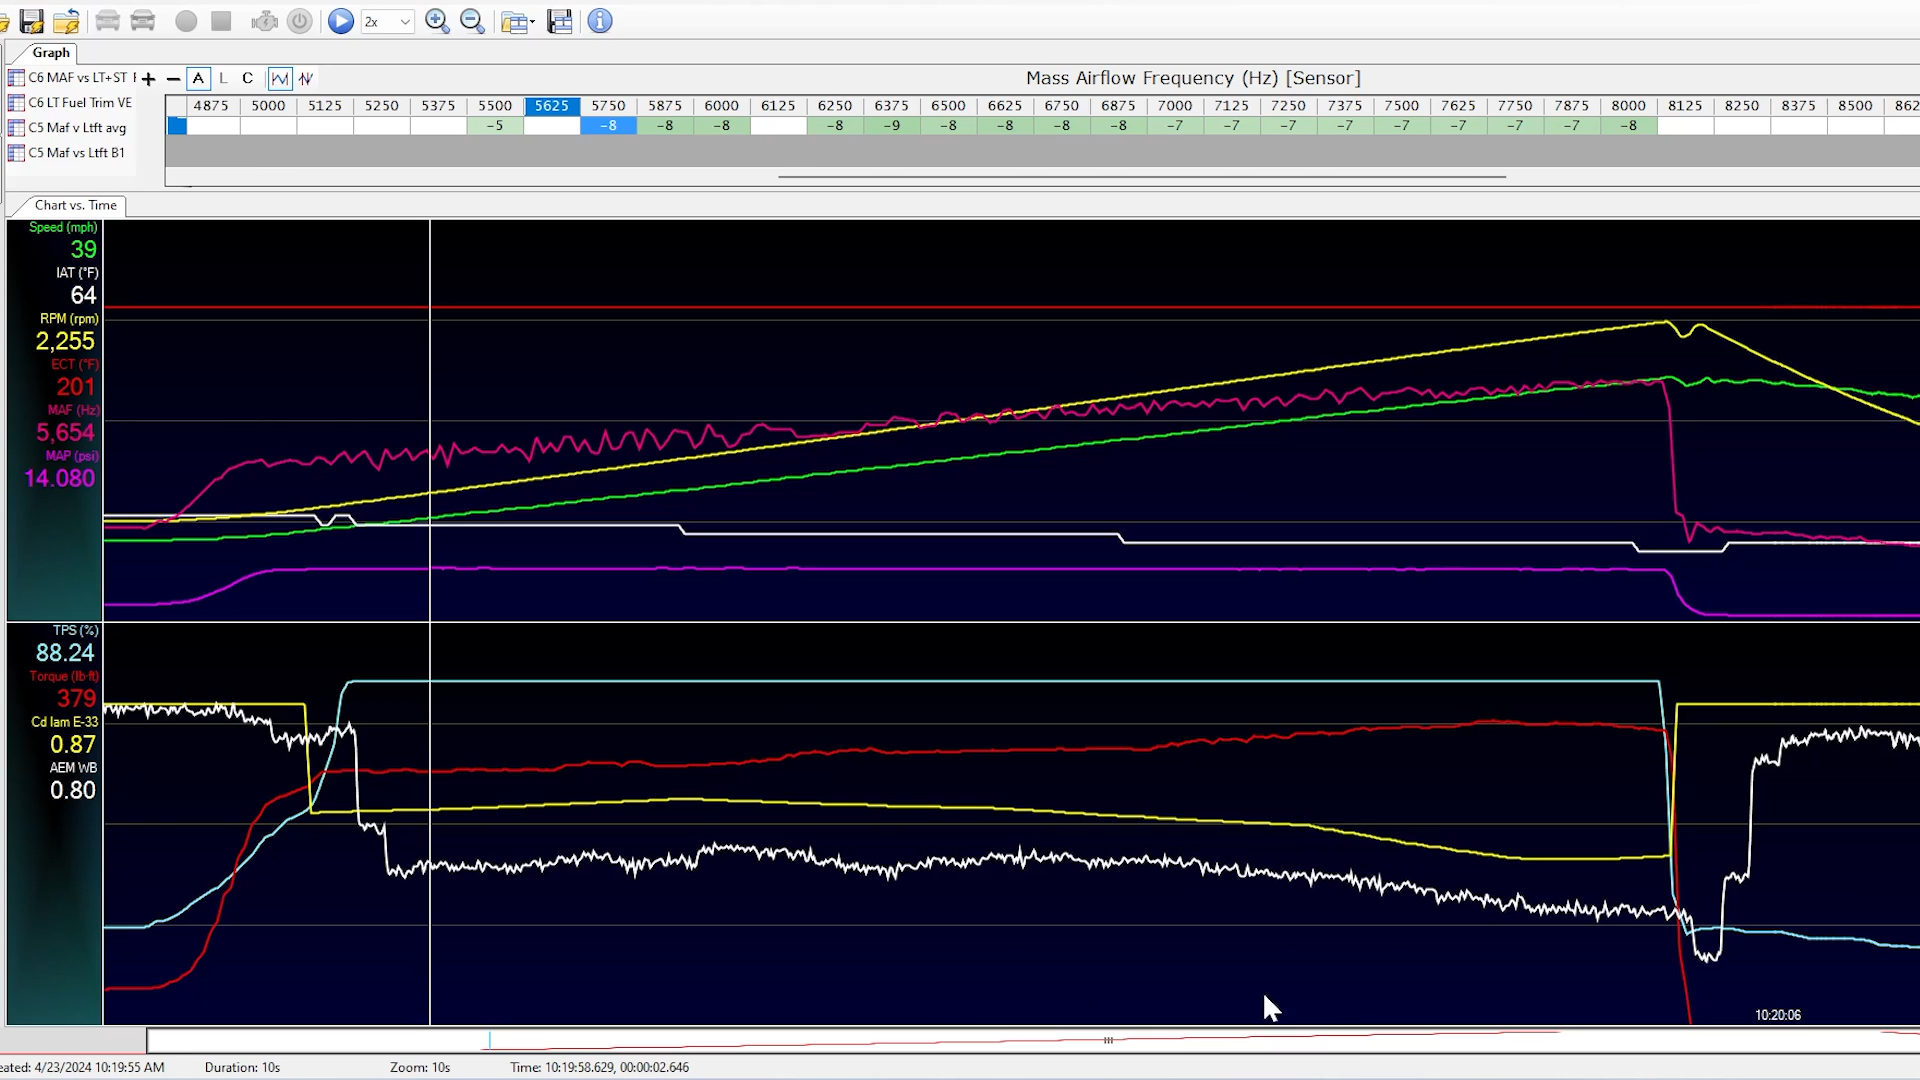 2x
Graph
C6 MAF vs LT+ST
A L C
Mass Airflow Frequency (Hz) [Sensor]
C6 LT Fuel Trim VE
4875 5000 5125 5250 5375 5500 5625 5750 5875 6000 6125 6250 6375 6500 6625 6750 6875 7000 7125 7250 7375 7500 7625 7750 7875 8000 8125 8250 8375 8500 862
C5 Maf v Ltft avg
-5 -8 -8 -8 -8 -9 -8 -8 -8 -8 -7 -7 -7 -7 -7 -7 -7 -7 -8
C5 Maf vs Ltft B1
Chart vs. Time
Speed (mph)
39
IAT (°F)
64
RPM (rpm)
2,255
ECT (°F)
201
MAF (Hz)
5,654
MAP (psi)
14.080
TPS (%)
88.24
Torque (lb·ft)
379
Cd lam E-33
0.87
AEM WB
0.80
10:20:06
eated: 4/23/2024 10:19:55 AM Duration: 10s Zoom: 10s Time: 10:19:58.629, 00:00:02.646